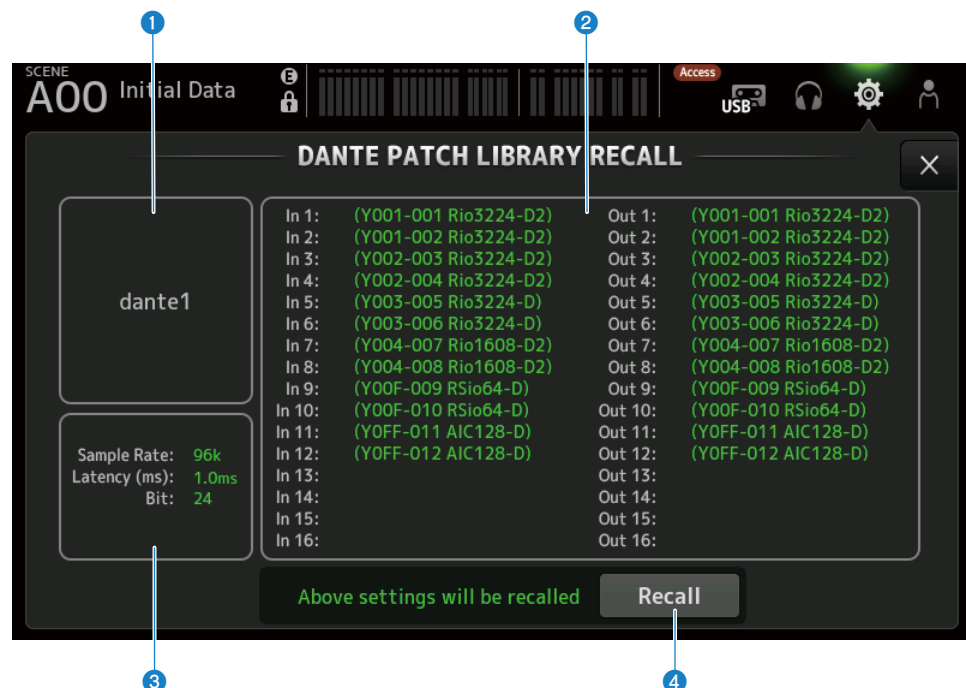 1
2
SCENE
A00 Initial Data
E
Access
USB
DANTE PATCH LIBRARY RECALL
dante1
In 1: (Y001-001 Rio3224-D2) Out 1: (Y001-001 Rio3224-D2)
In 2: (Y001-002 Rio3224-D2) Out 2: (Y001-002 Rio3224-D2)
In 3: (Y002-003 Rio3224-D2) Out 3: (Y002-003 Rio3224-D2)
In 4: (Y002-004 Rio3224-D2) Out 4: (Y002-004 Rio3224-D2)
In 5: (Y003-005 Rio3224-D) Out 5: (Y003-005 Rio3224-D)
In 6: (Y003-006 Rio3224-D) Out 6: (Y003-006 Rio3224-D)
In 7: (Y004-007 Rio1608-D2) Out 7: (Y004-007 Rio1608-D2)
In 8: (Y004-008 Rio1608-D2) Out 8: (Y004-008 Rio1608-D2)
In 9: (Y00F-009 RSio64-D) Out 9: (Y00F-009 RSio64-D)
In 10: (Y00F-010 RSio64-D) Out 10: (Y00F-010 RSio64-D)
In 11: (Y0FF-011 AIC128-D) Out 11: (Y0FF-011 AIC128-D)
In 12: (Y0FF-012 AIC128-D) Out 12: (Y0FF-012 AIC128-D)
In 13: Out 13:
In 14: Out 14:
In 15: Out 15:
In 16: Out 16:
Sample Rate: 96k
Latency (ms): 1.0ms
Bit: 24
Above settings will be recalled
Recall
3
4